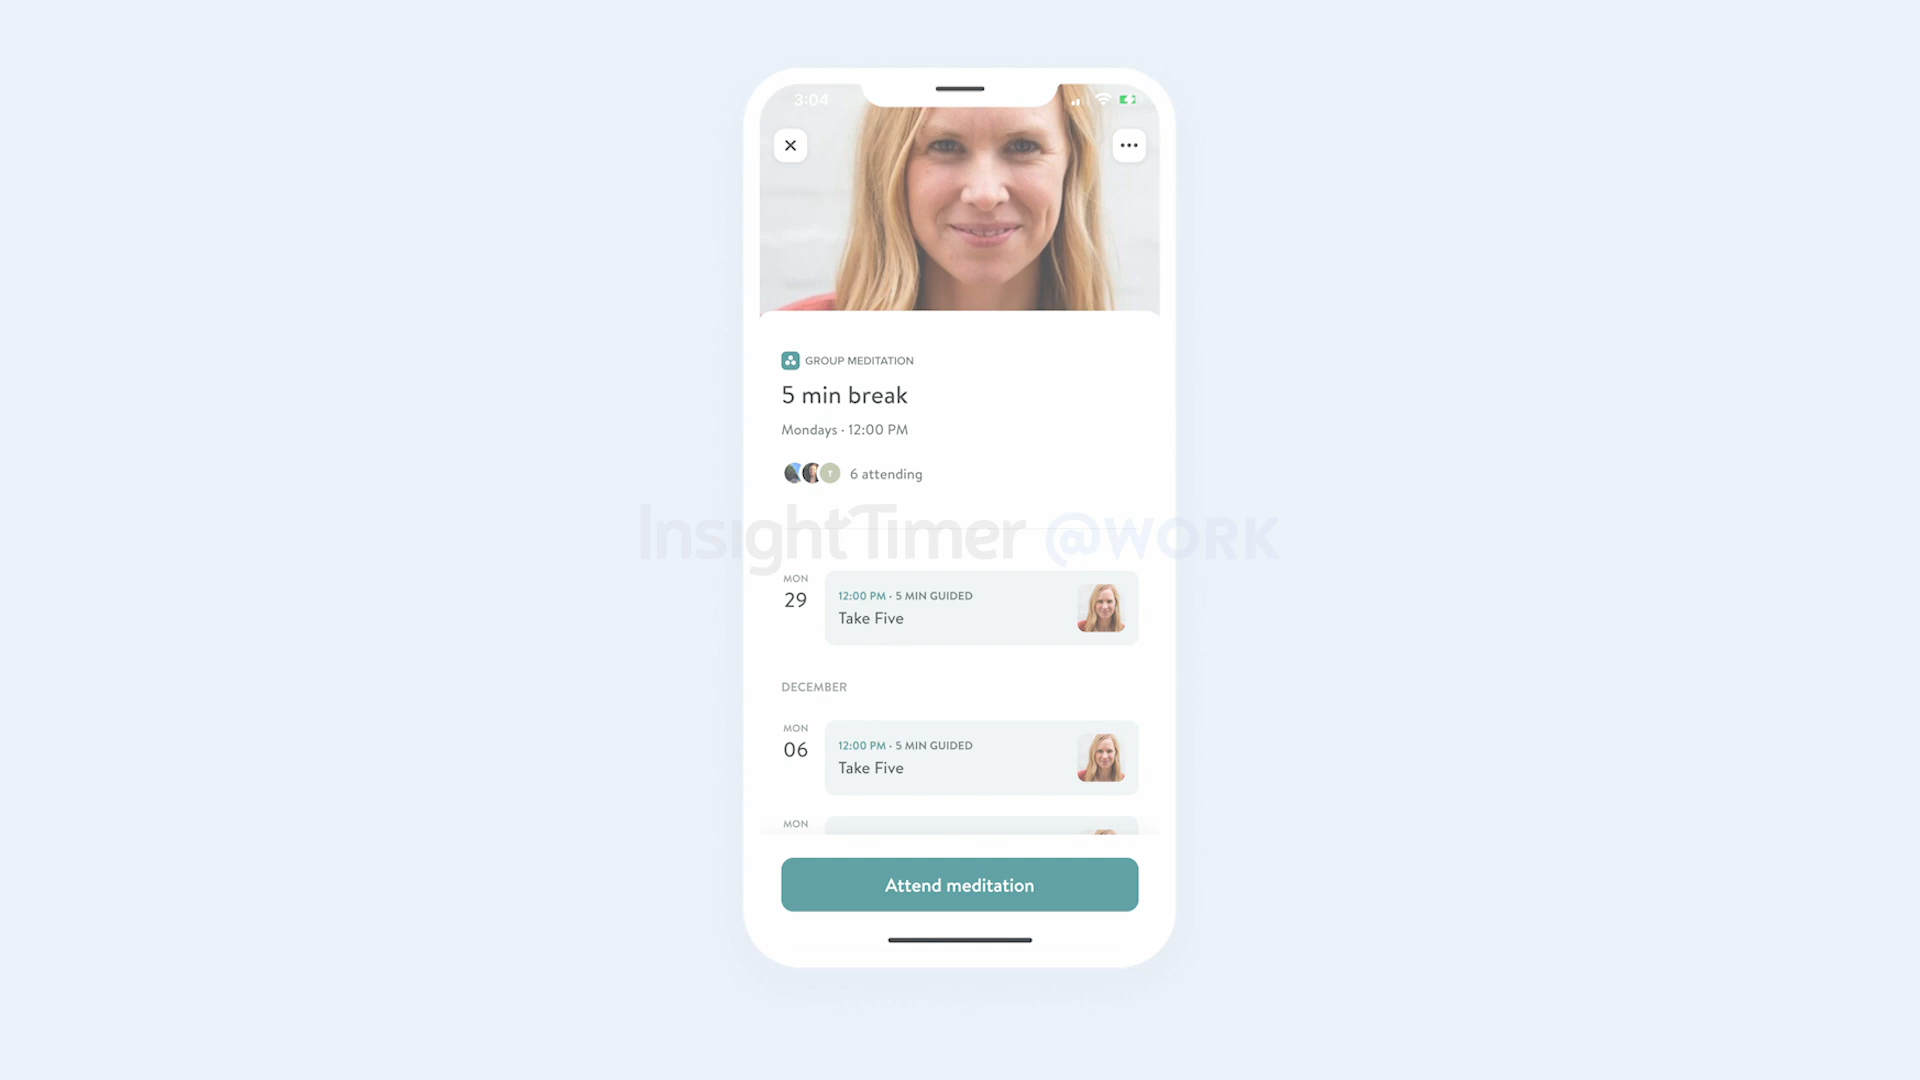 3:04
GROUP MEDITATION
5 min break
Mondays · 12:00 PM
T
6 attending
InsightTimer @WORK
MON
29
12:00 PM · 5 MIN GUIDED
Take Five
DECEMBER
MON
06
12:00 PM · 5 MIN GUIDED
Take Five
MON
Attend meditation